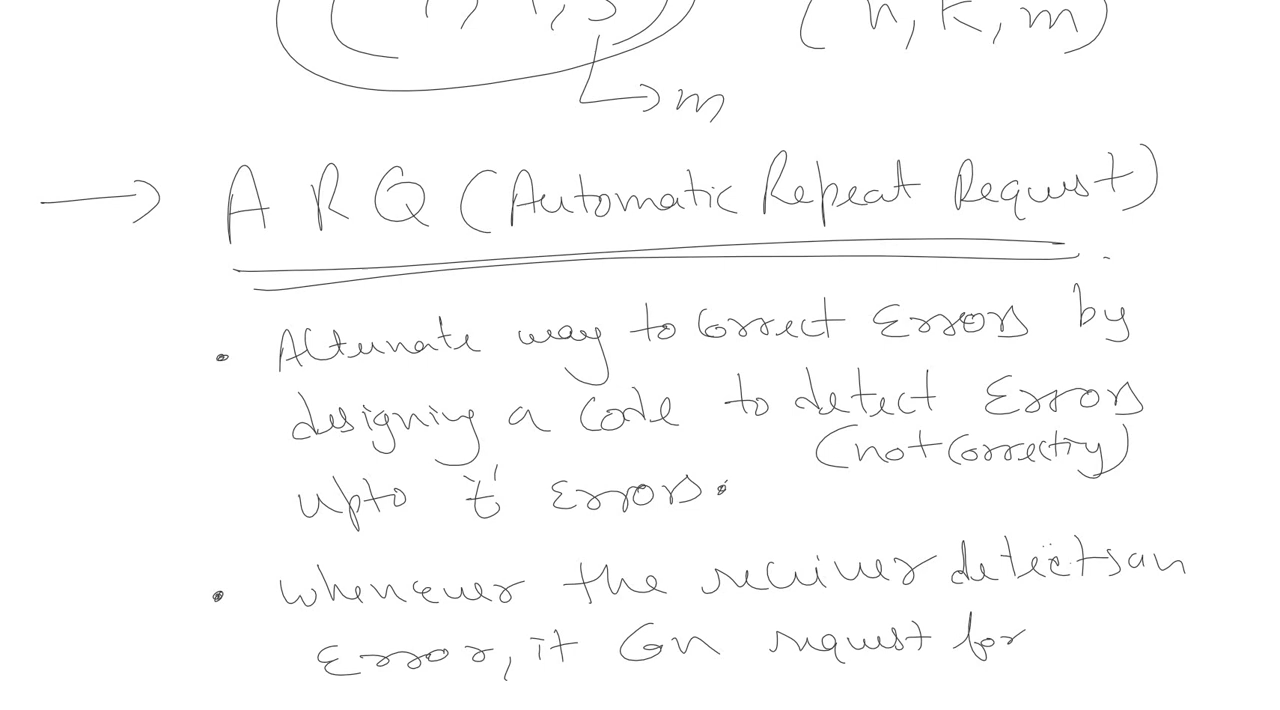 (n, k, m)
→ m
→ A R Q (Automatic Repeat Request)
• Alternate way to correct Errors by
designing a code to detect Errors
(not correcting)
upto 't' Errors.
• Whenever the receiver detects an
Error, it can request for